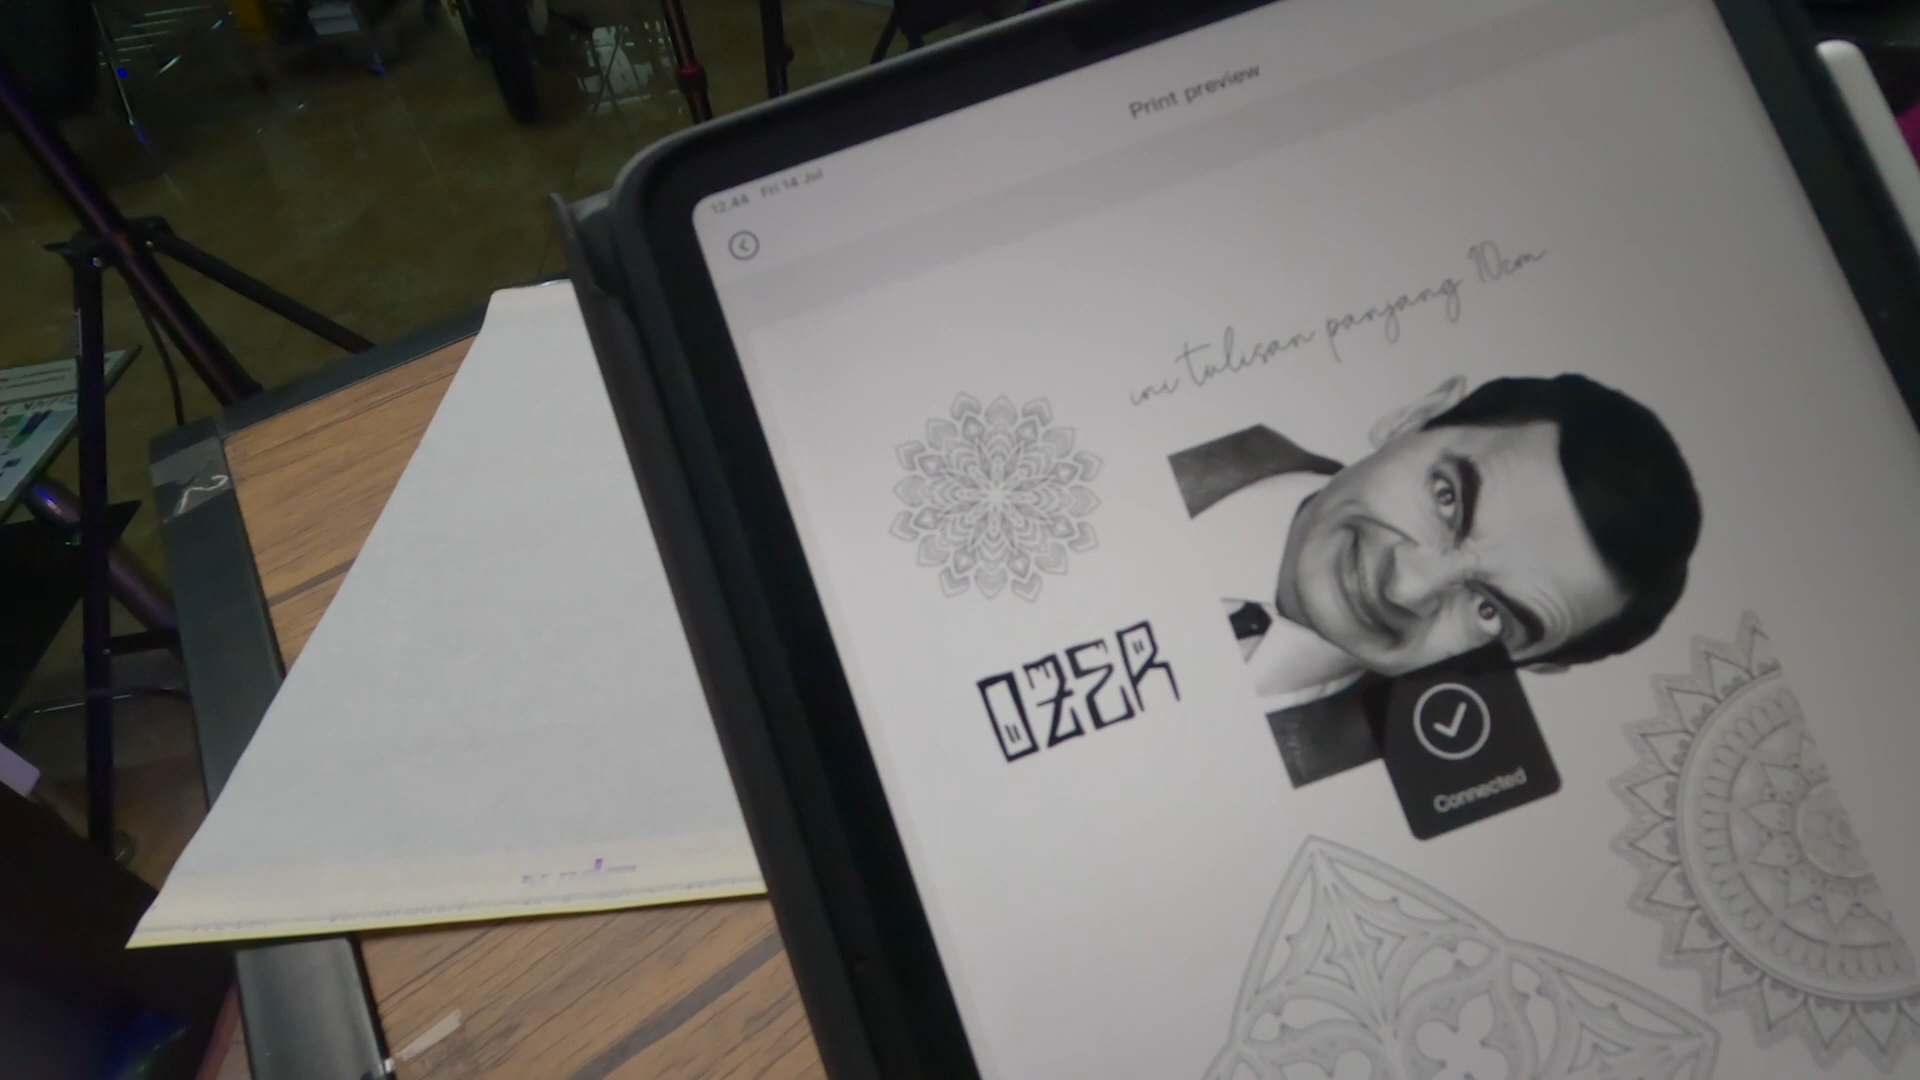 Print preview
12.44 Fri 14 Jul
ini tulisan panjang 10cm
OZER
Connected